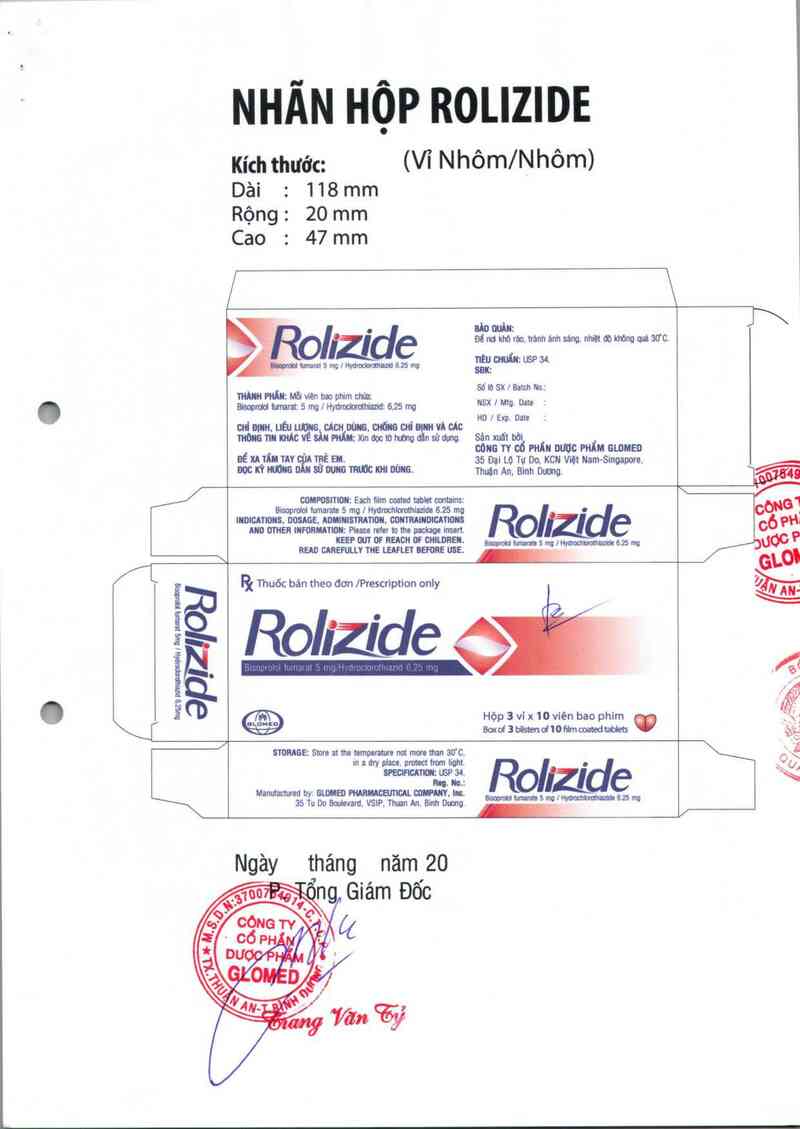 NHÃN HỘP ROLIZIDE
(Vỉ Nhôm/Nhôm)
Kích thước:
Dài : 118 mm
Rộng : 20 mm
Cao : 47 mm
Rolizide
Bisoprolol fumarat 5 mg / Hydroclorothiazid 6,25 mg
THÀNH PHẦN: Mỗi viên bao phim chứa:
Bisoprolol fumarat: 5 mg / Hydroclorothiazid: 6,25 mg
CHỈ ĐỊNH, LIỀU LƯỢNG, CÁCH DÙNG, CHỐNG CHỈ ĐỊNH VÀ CÁC
THÔNG TIN KHÁC VỀ SẢN PHẨM: Xin đọc tờ hướng dẫn sử dụng.
ĐỂ XA TẦM TAY CỦA TRẺ EM.
ĐỌC KỸ HƯỚNG DẪN SỬ DỤNG TRƯỚC KHI DÙNG.
BẢO QUẢN:
Để nơi khô ráo, tránh ánh sáng, nhiệt độ không quá 30°C.
TIÊU CHUẨN: USP 34.
SĐK:
Số lô SX / Batch No.:
NSX / Mfg. Date :
HD / Exp. Date :
Sản xuất bởi
CÔNG TY CỔ PHẦN DƯỢC PHẨM GLOMED
35 Đại Lộ Tự Do, KCN Việt Nam-Singapore,
Thuận An, Bình Dương.
COMPOSITION: Each film coated tablet contains:
Bisoprolol fumarate 5 mg / Hydrochlorothiazide 6.25 mg
INDICATIONS, DOSAGE, ADMINISTRATION, CONTRAINDICATIONS
AND OTHER INFORMATION: Please refer to the package insert.
KEEP OUT OF REACH OF CHILDREN.
READ CAREFULLY THE LEAFLET BEFORE USE.
Rolizide
Bisoprolol fumarate 5 mg / Hydrochlorothiazide 6.25 mg
Rolizide
Bisoprolol fumarat 5mg / Hydroclorothiazid 6,25mg
Rx Thuốc bán theo đơn /Prescription only
Rolizide
Bisoprolol fumarat 5 mg/Hydroclorothiazid 6,25 mg
GLOMED
Hộp 3 vỉ x 10 viên bao phim
Box of 3 blisters of 10 film coated tablets
STORAGE: Store at the temperature not more than 30°C,
in a dry place, protect from light.
SPECIFICATION: USP 34.
Reg. No.:
Manufactured by: GLOMED PHARMACEUTICAL COMPANY, Inc.
35 Tu Do Boulevard, VSIP, Thuan An, Binh Duong.
Rolizide
Bisoprolol fumarate 5 mg / Hydrochlorothiazide 6.25 mg
Ngày tháng năm 20
P. Tổng Giám Đốc
CÔNG TY
CỔ PHẦN
DƯỢC PHẨM
GLOMED
Trang Văn Tỷ